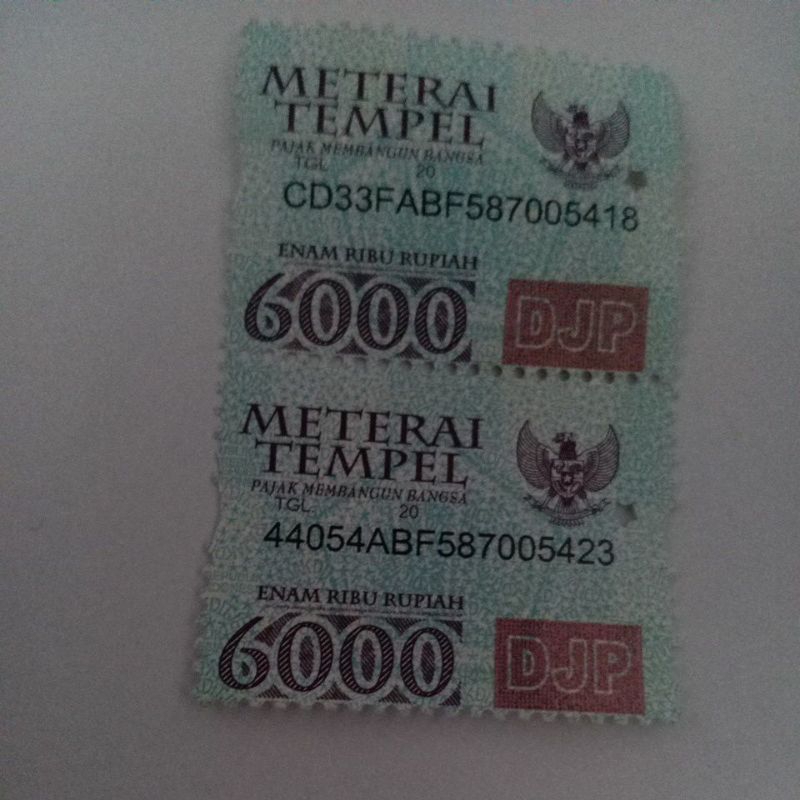 METERAI
TEMPEL
PAJAK MEMBANGUN BANGSA
TGL. 20
CD33FABF587005418
ENAM RIBU RUPIAH
6000 DJP
METERAI
TEMPEL
PAJAK MEMBANGUN BANGSA
TGL. 20
44054ABF587005423
ENAM RIBU RUPIAH
6000 DJP